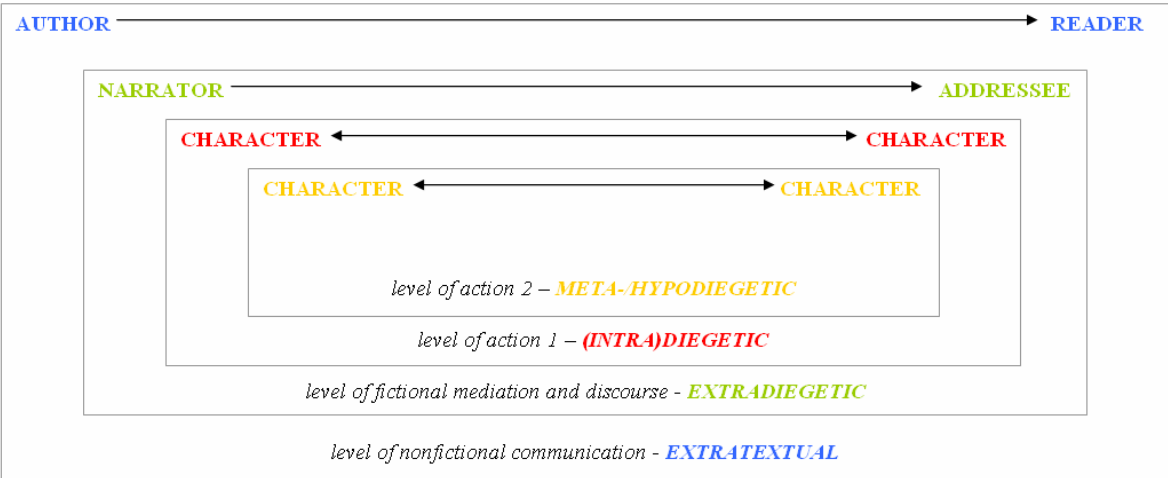 AUTHOR READER
NARRATOR ADDRESSEE
CHARACTER CHARACTER
CHARACTER CHARACTER
level of action 2 – META-/HYPODIEGETIC
level of action 1 – (INTRA)DIEGETIC
level of fictional mediation and discourse - EXTRADIEGETIC
level of nonfictional communication - EXTRATEXTUAL